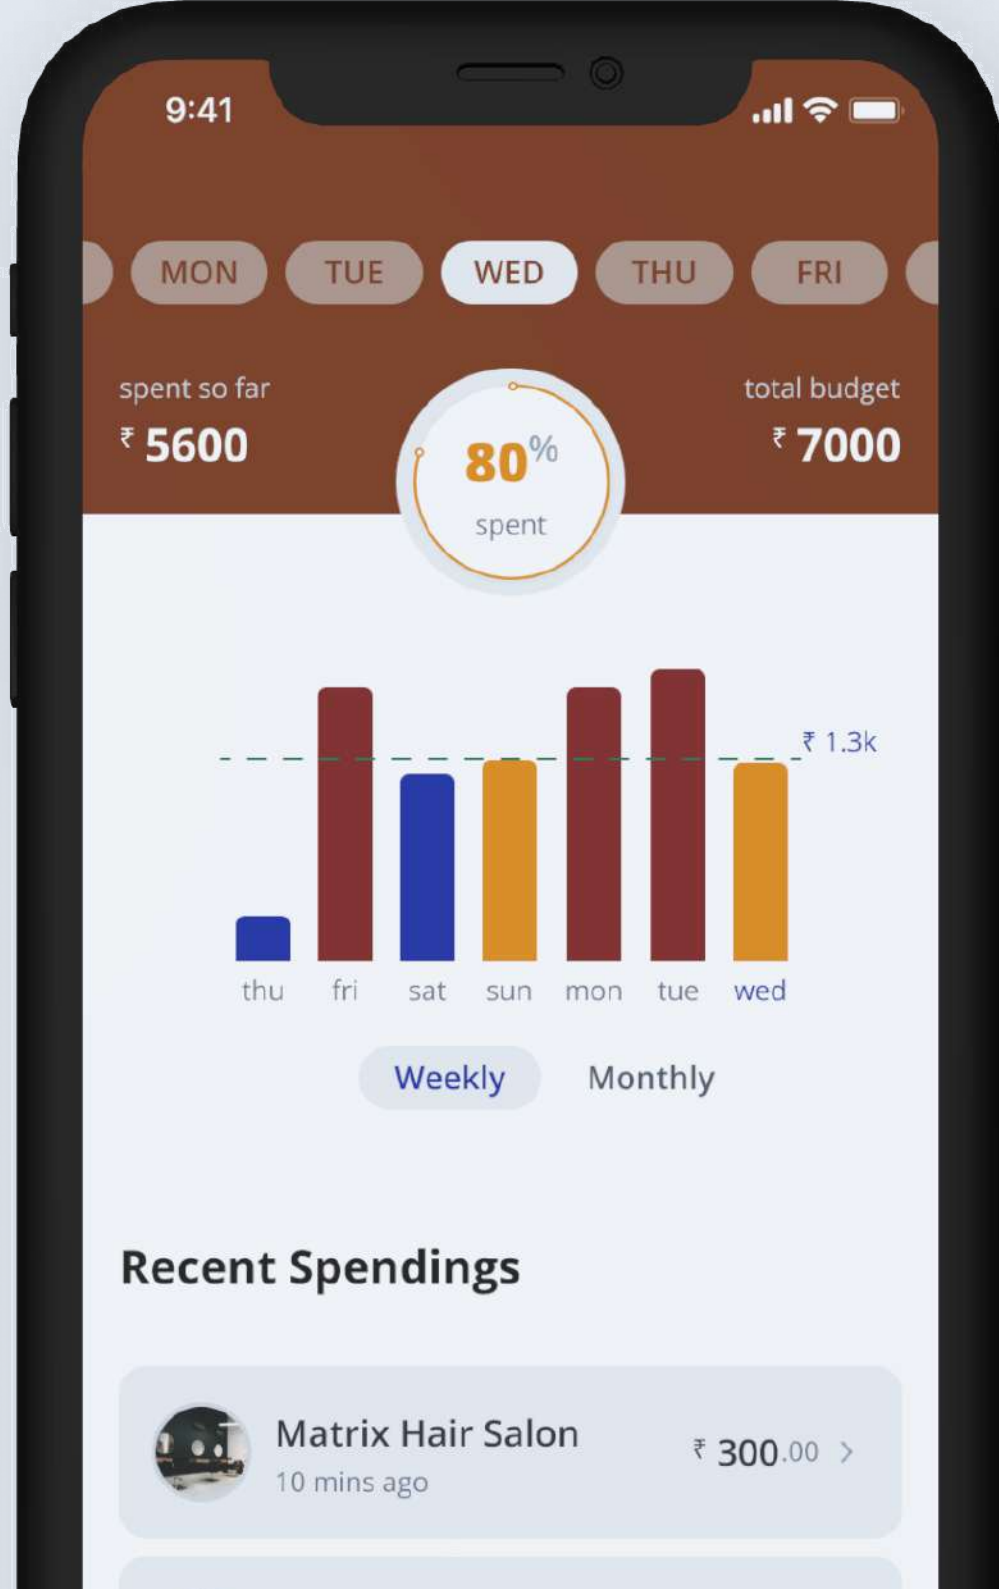 9:41
MON TUE WED THU FRI
spent so far
₹ 5600
80%
spent
total budget
₹ 7000
₹ 1.3k
thu fri sat sun mon tue wed
Weekly Monthly
Recent Spendings
Matrix Hair Salon
10 mins ago
₹ 300.00 >